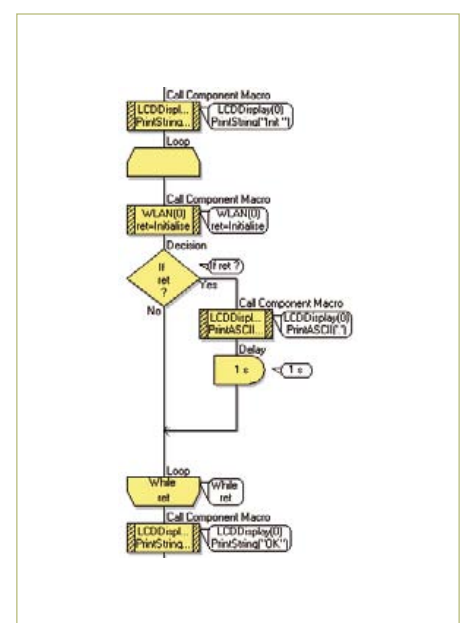 Call Component Macro
LCDDispl...
PrintString...
LCDDisplay(0)
PrintString("Init ")
Loop
Call Component Macro
WLAN(0)
ret=Initialise
WLAN(0)
ret=Initialise
Decision
If
ret
?
If ret ?
Yes
No
Call Component Macro
LCDDispl...
PrintASCII...
LCDDisplay(0)
PrintASCII(".")
Delay
1 s
1 s
Loop
While
ret
While
ret
Call Component Macro
LCDDispl...
PrintString...
LCDDisplay(0)
PrintString("OK")